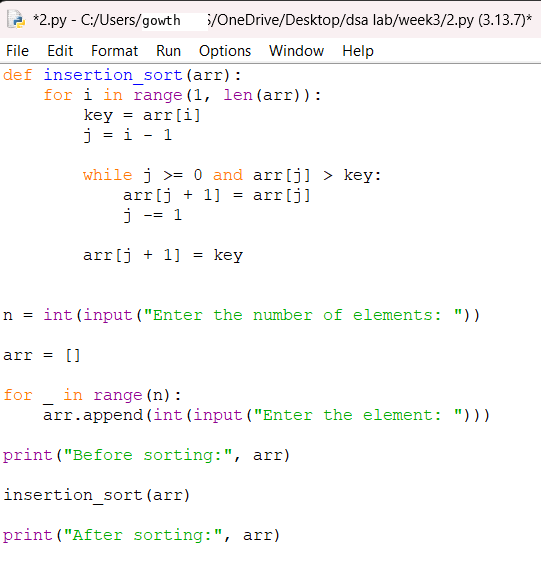 *2.py - C:/Users/gowth /OneDrive/Desktop/dsa lab/week3/2.py (3.13.7)*
File Edit Format Run Options Window Help
def insertion_sort(arr):
    for i in range(1, len(arr)):
        key = arr[i]
        j = i - 1

        while j >= 0 and arr[j] > key:
            arr[j + 1] = arr[j]
            j -= 1

        arr[j + 1] = key


n = int(input("Enter the number of elements: "))

arr = []

for _ in range(n):
    arr.append(int(input("Enter the element: ")))

print("Before sorting:", arr)

insertion_sort(arr)

print("After sorting:", arr)